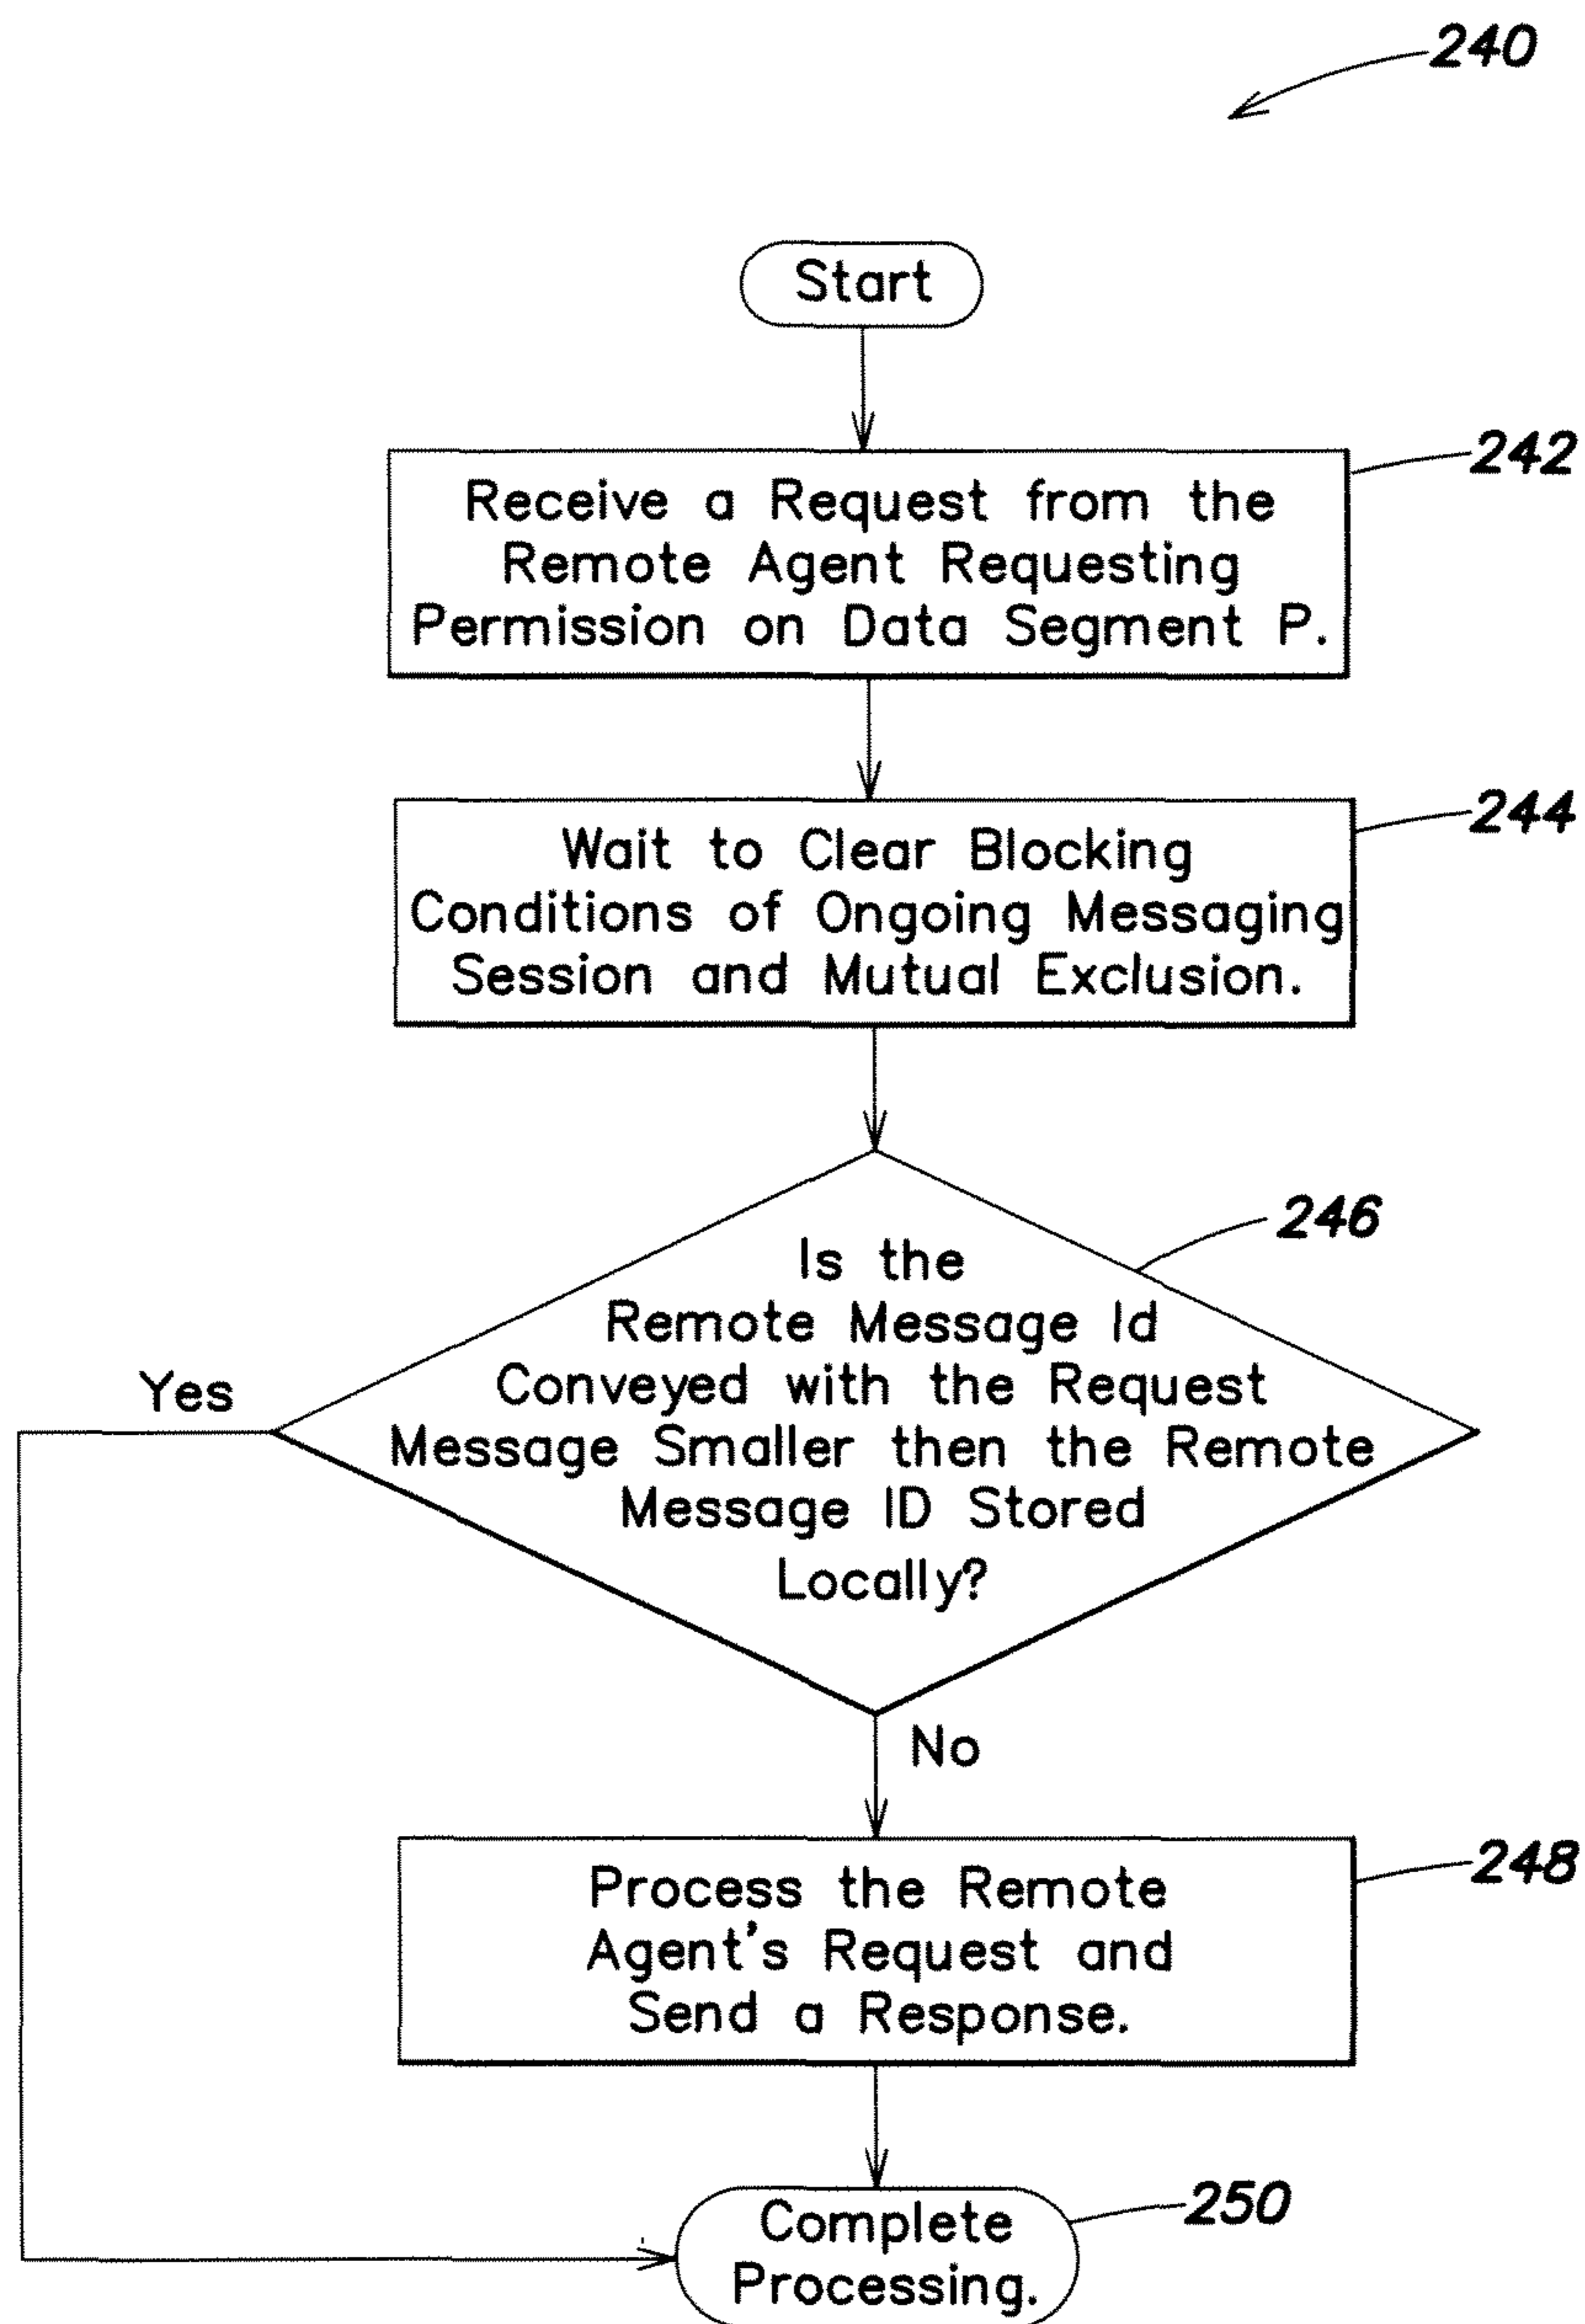 240
Start
242
Receive a Request from the
Remote Agent Requesting
Permission on Data Segment P.
244
Wait to Clear Blocking
Conditions of Ongoing Messaging
Session and Mutual Exclusion.
246
Is the
Remote Message Id
Conveyed with the Request
Message Smaller then the Remote
Message ID Stored
Locally?
Yes
No
248
Process the Remote
Agent's Request and
Send a Response.
250
Complete
Processing.